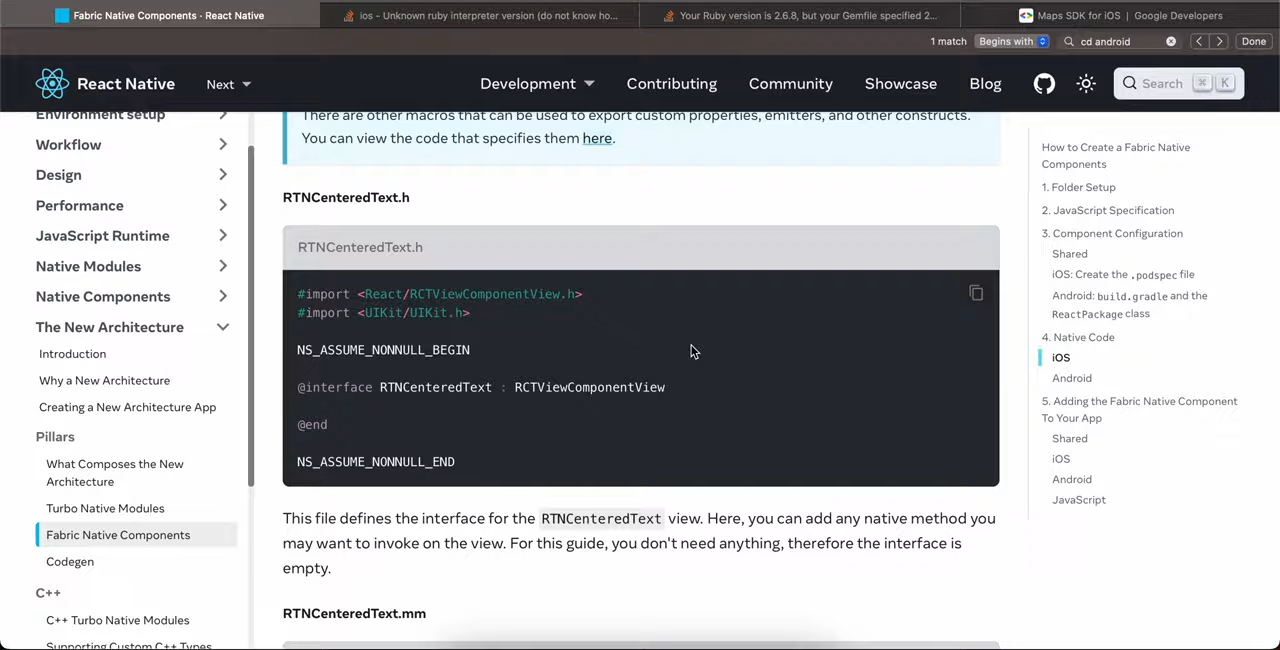 Fabric Native Components · React Native
ios - Unknown ruby interpreter version (do not know ho...
Your Ruby version is 2.6.8, but your Gemfile specified 2...
Maps SDK for iOS | Google Developers
1 match
Begins with
cd android
Done
React Native
Next
Development
Contributing
Community
Showcase
Blog
Search ⌘ K
Environment setup
Workflow
Design
Performance
JavaScript Runtime
Native Modules
Native Components
The New Architecture
Introduction
Why a New Architecture
Creating a New Architecture App
Pillars
What Composes the New
Architecture
Turbo Native Modules
Fabric Native Components
Codegen
C++
C++ Turbo Native Modules
Supporting Custom C++ Types
There are other macros that can be used to export custom properties, emitters, and other constructs.
You can view the code that specifies them here.
RTNCenteredText.h
RTNCenteredText.h
#import <React/RCTViewComponentView.h>
#import <UIKit/UIKit.h>
NS_ASSUME_NONNULL_BEGIN
@interface RTNCenteredText : RCTViewComponentView
@end
NS_ASSUME_NONNULL_END
This file defines the interface for the RTNCenteredText view. Here, you can add any native method you
may want to invoke on the view. For this guide, you don't need anything, therefore the interface is
empty.
RTNCenteredText.mm
How to Create a Fabric Native
Components
1. Folder Setup
2. JavaScript Specification
3. Component Configuration
Shared
iOS: Create the .podspec file
Android: build.gradle and the
ReactPackage class
4. Native Code
iOS
Android
5. Adding the Fabric Native Component
To Your App
Shared
iOS
Android
JavaScript